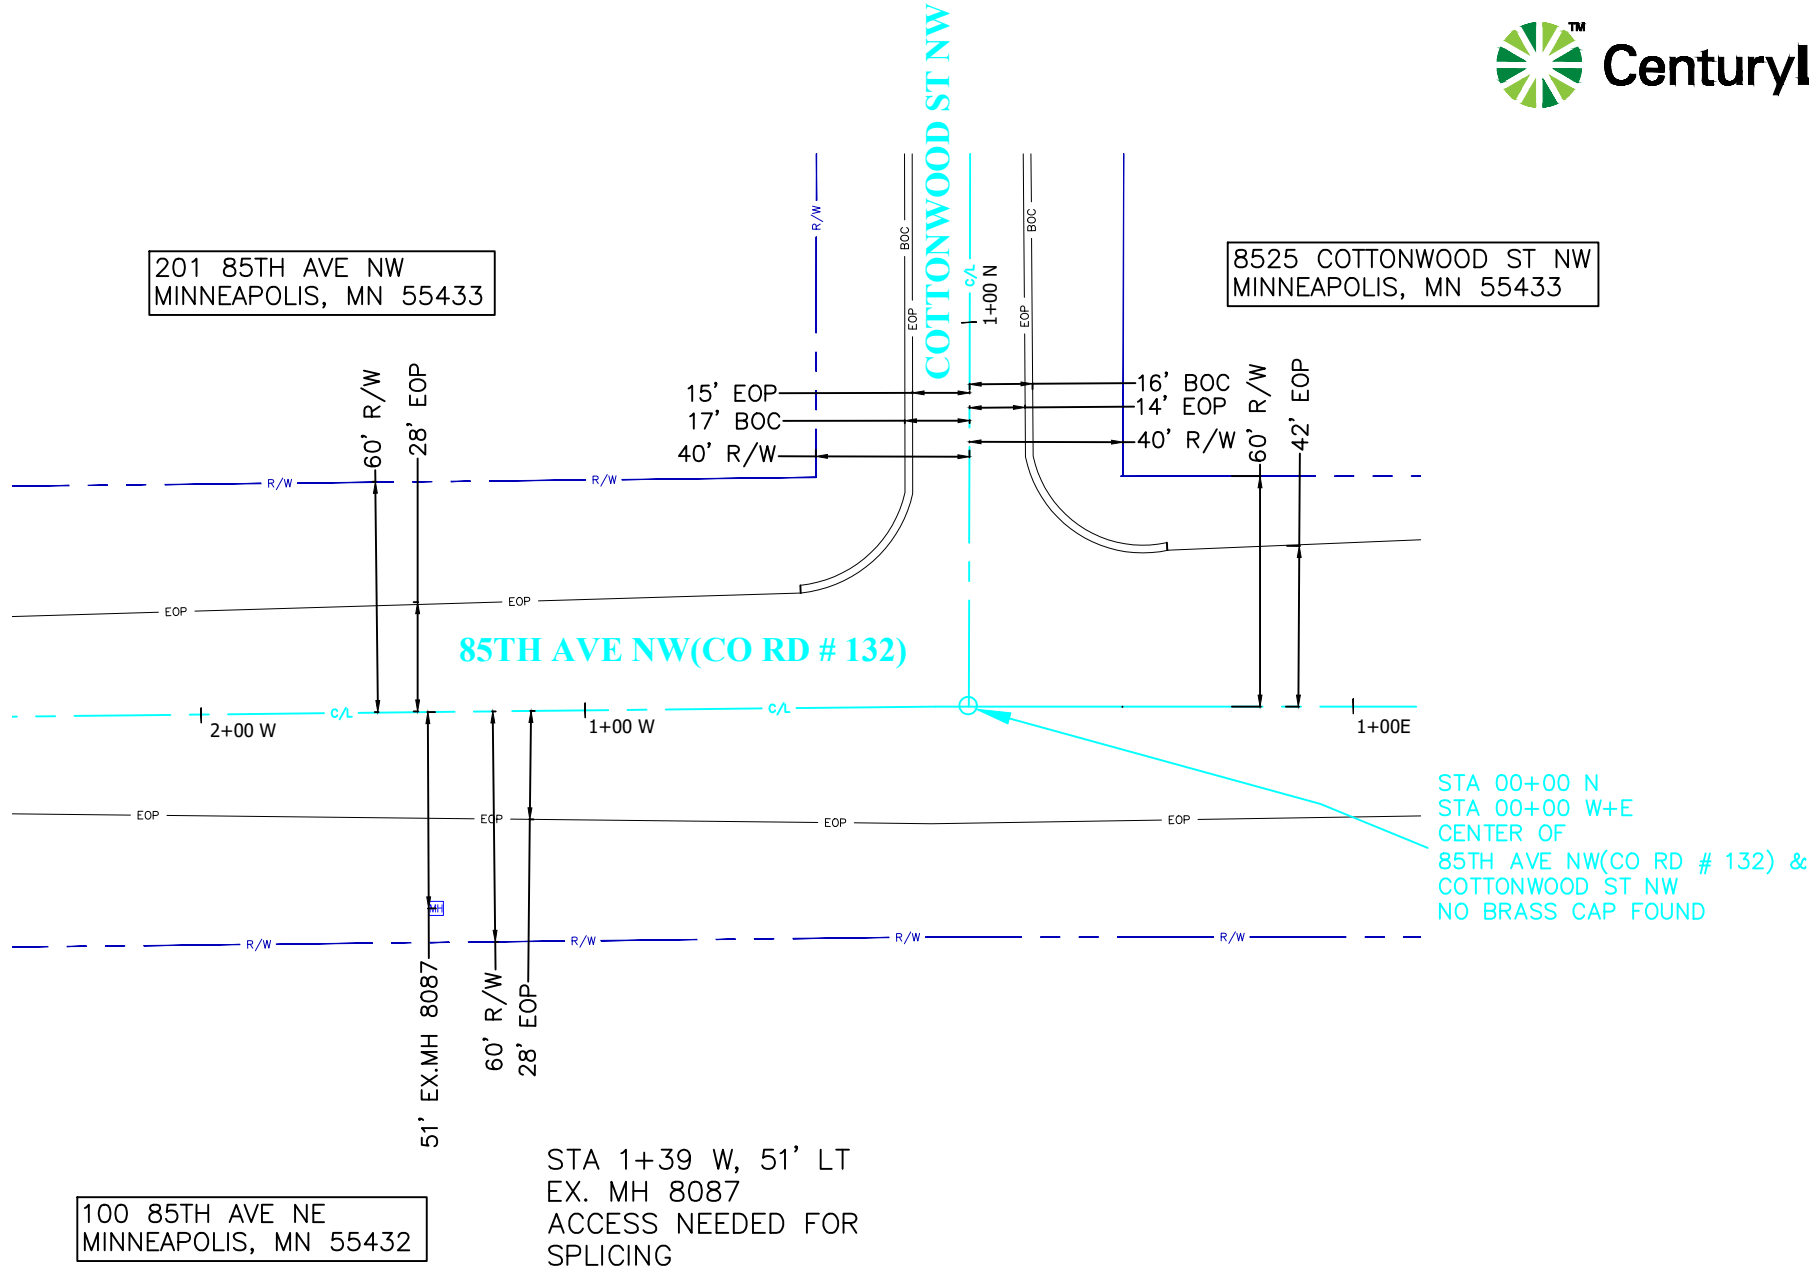 COTTONWOOD ST NW
™
CenturyL
201 85TH AVE NW
MINNEAPOLIS, MN 55433
8525 COTTONWOOD ST NW
MINNEAPOLIS, MN 55433
R/W
BOC
BOC
C/L
1+00 N
EOP
EOP
60' R/W
28' EOP
15' EOP
17' BOC
40' R/W
16' BOC
14' EOP
40' R/W
60' R/W
42' EOP
R/W
R/W
EOP
EOP
85TH AVE NW(CO RD # 132)
C/L
C/L
2+00 W
1+00 W
1+00E
STA 00+00 N
STA 00+00 W+E
CENTER OF
85TH AVE NW(CO RD # 132) &
COTTONWOOD ST NW
NO BRASS CAP FOUND
EOP
EOP
EOP
EOP
MH
R/W
R/W
R/W
R/W
51' EX.MH 8087
60' R/W
28' EOP
STA 1+39 W, 51' LT
EX. MH 8087
ACCESS NEEDED FOR
SPLICING
100 85TH AVE NE
MINNEAPOLIS, MN 55432